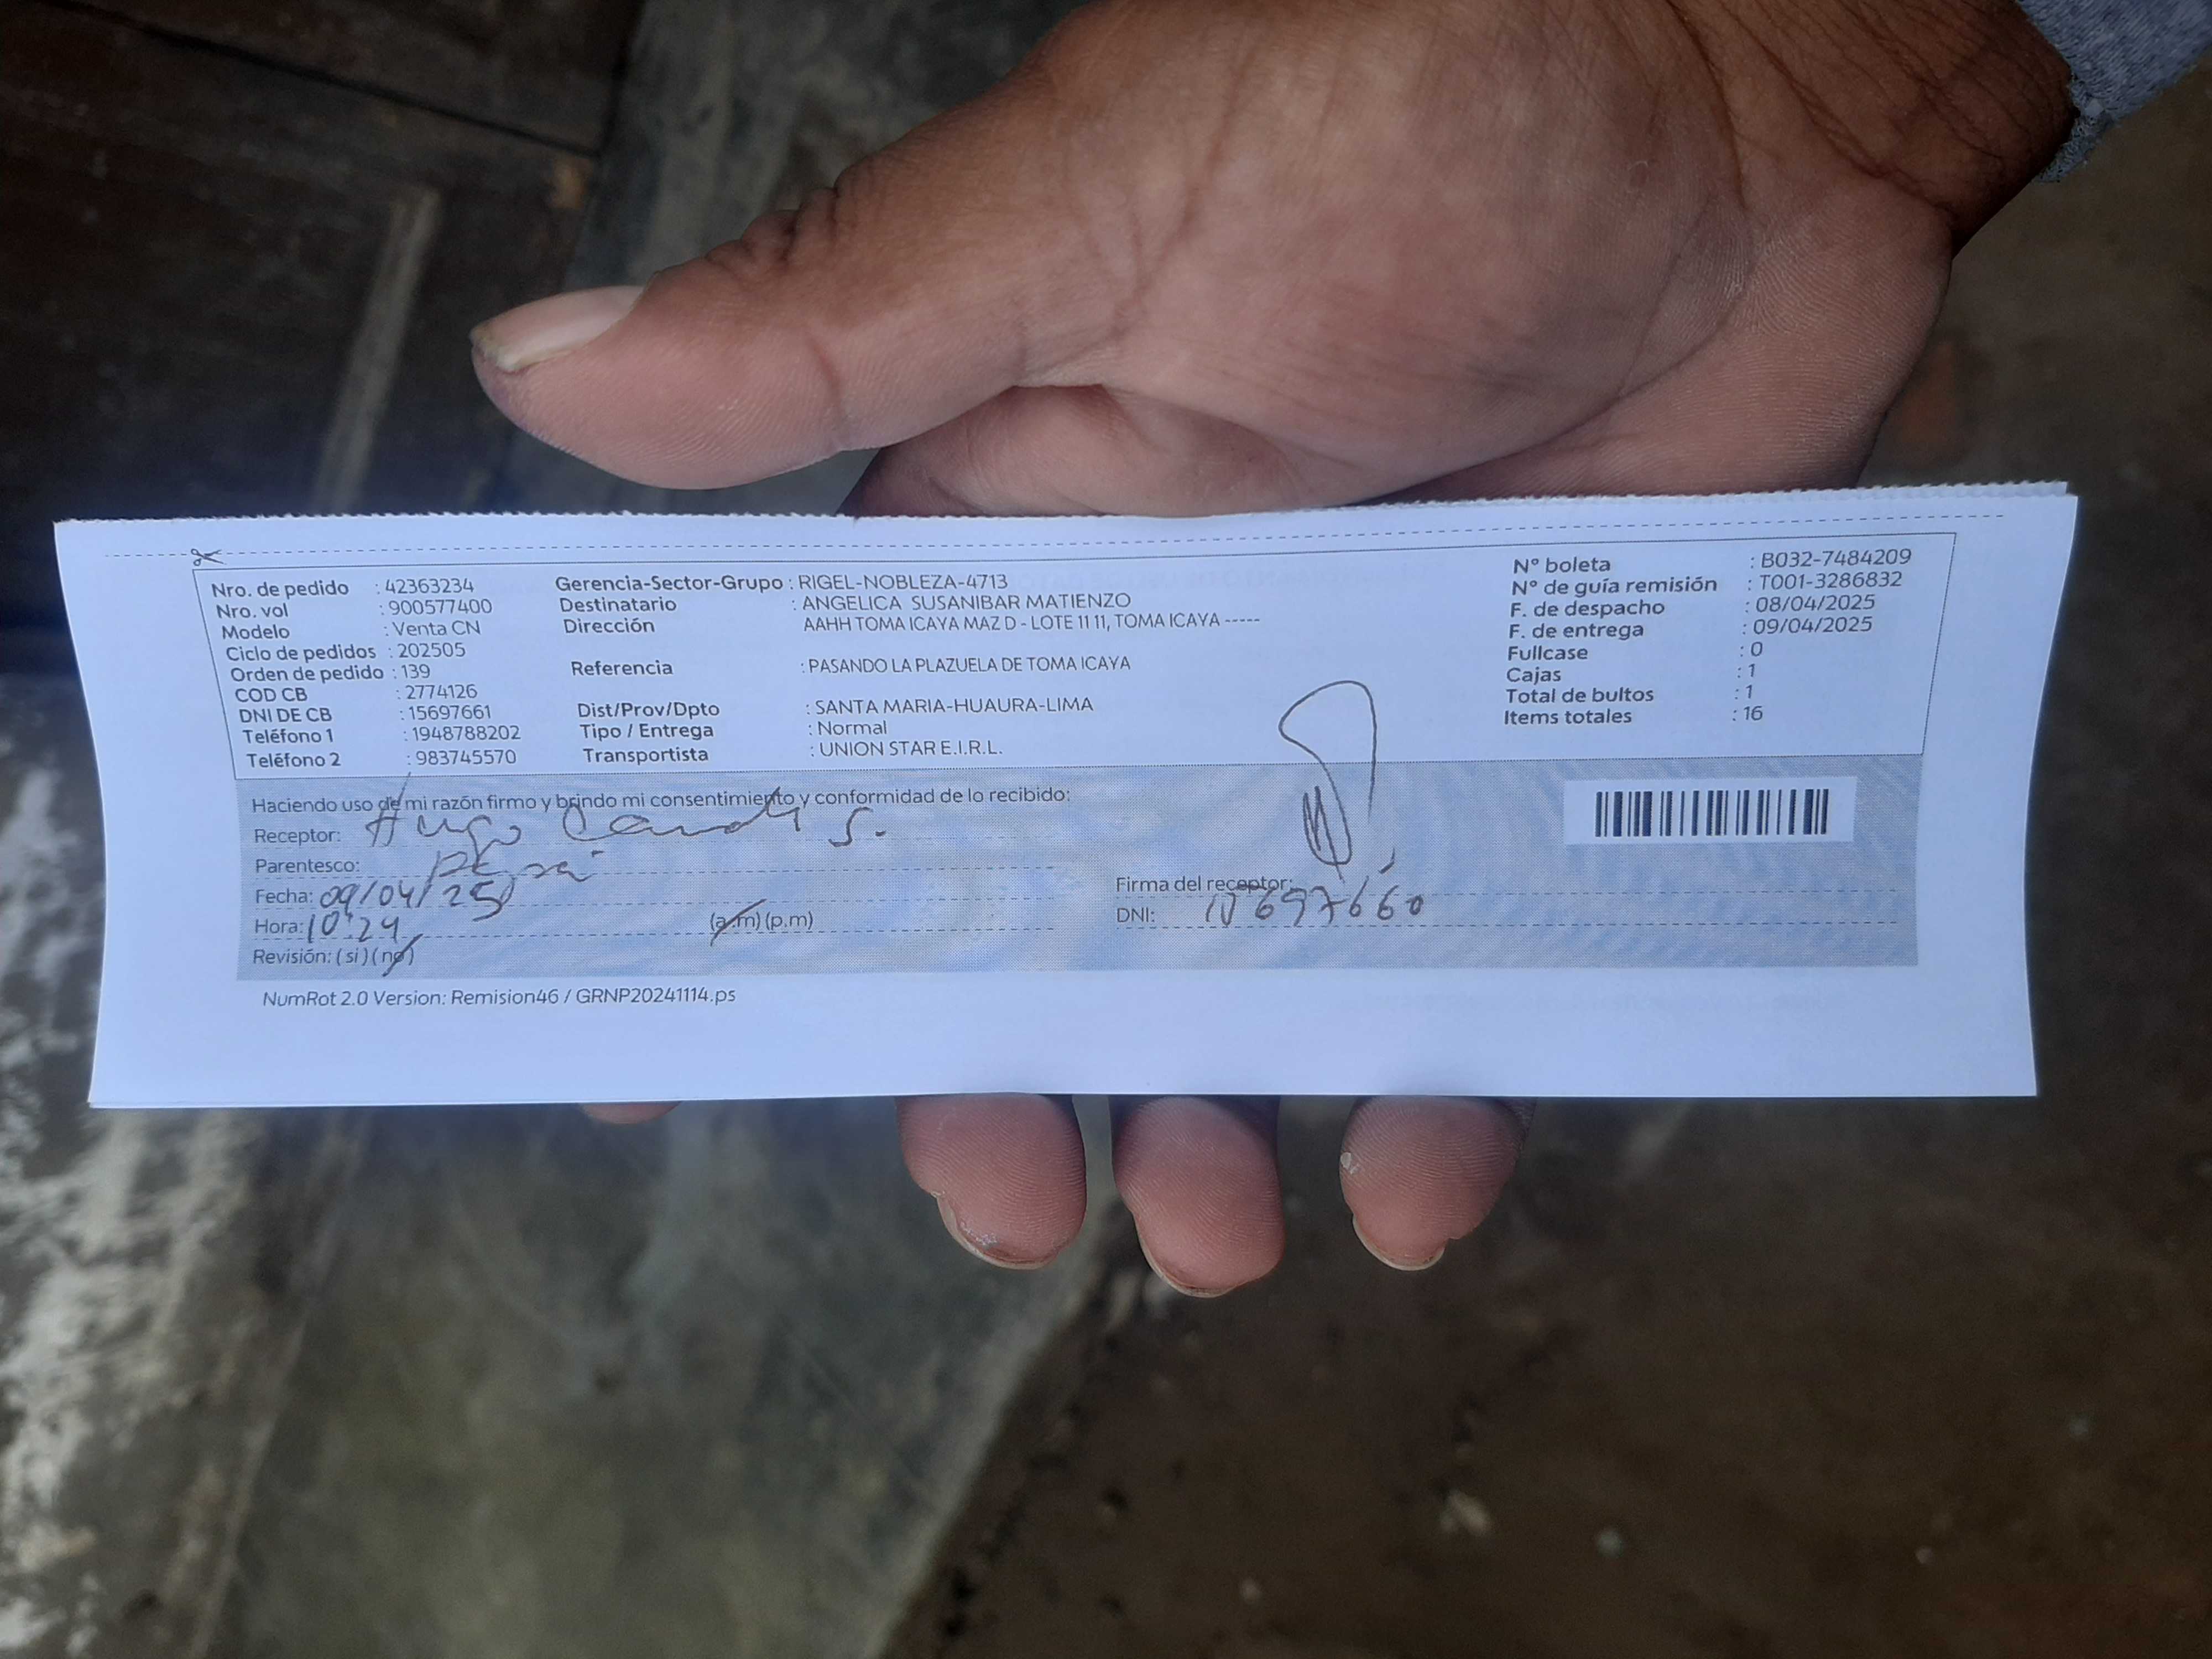 Nro. de pedido : 42363234
Nro. vol : 900577400
Modelo : Venta CN
Ciclo de pedidos : 202505
Orden de pedido : 139
COD CB : 2774126
DNI DE CB : 15697661
Teléfono 1 : 1948788202
Teléfono 2 : 983745570
Gerencia-Sector-Grupo : RIGEL-NOBLEZA-4713
Destinatario : ANGELICA SUSANIBAR MATIENZO
Dirección AAHH TOMA ICAYA MAZ D - LOTE 11 11, TOMA ICAYA -----
Referencia : PASANDO LA PLAZUELA DE TOMA ICAYA
Dist/Prov/Dpto : SANTA MARIA-HUAURA-LIMA
Tipo / Entrega : Normal
Transportista : UNION STAR E.I.R.L.
N° boleta : B032-7484209
N° de guía remisión : T001-3286832
F. de despacho : 08/04/2025
F. de entrega : 09/04/2025
Fullcase : 0
Cajas : 1
Total de bultos : 1
Items totales : 16
Haciendo uso de mi razón firmo y brindo mi consentimiento y conformidad de lo recibido:
Receptor: Hugo S.
Parentesco:
Fecha: 09/04/25
Hora: 10:24 (a.m) (p.m)
Revisión: (si) (no)
Firma del receptor:
DNI: 15697660
NumRot 2.0 Version: Remision46 / GRNP20241114.ps